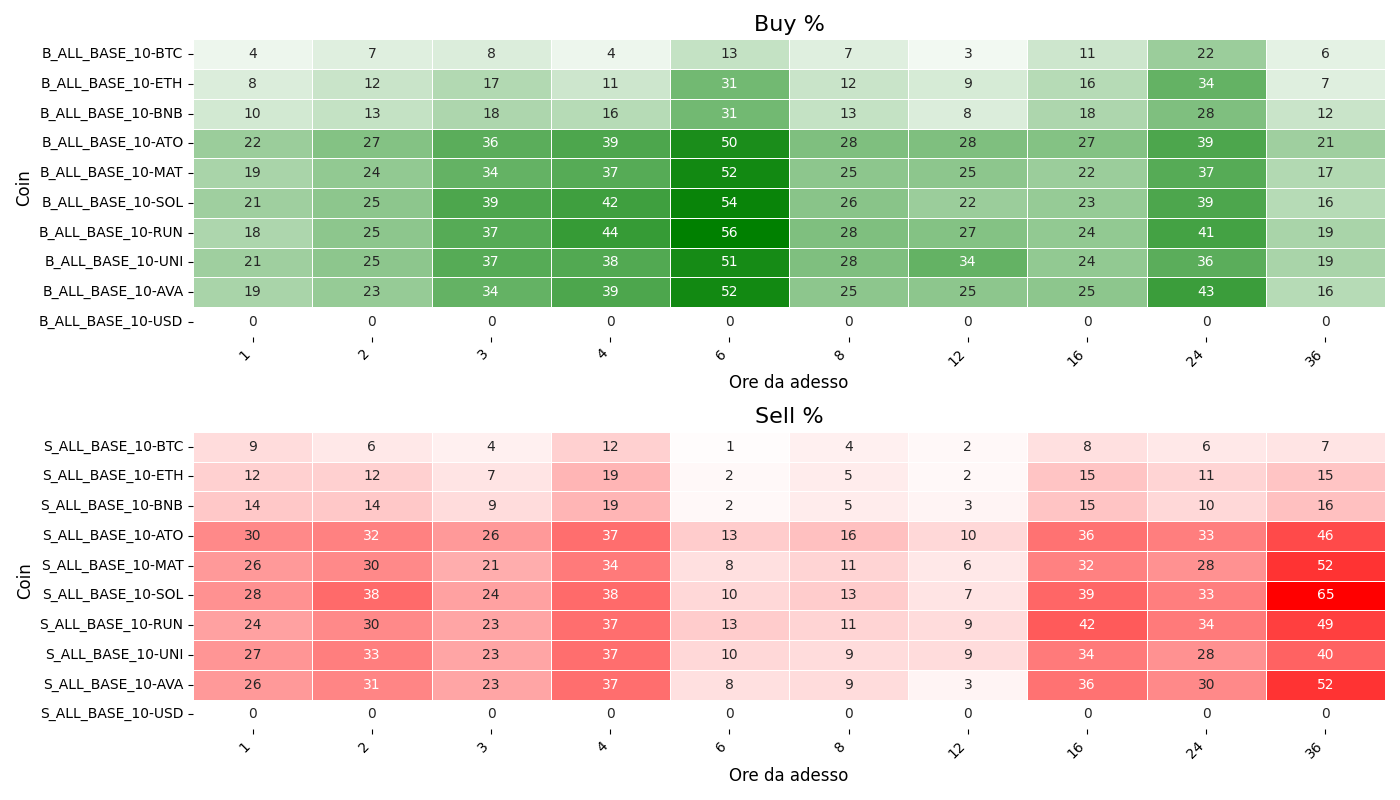 Buy %
Coin
B_ALL_BASE_10-BTC 4 7 8 4 13 7 3 11 22 6
B_ALL_BASE_10-ETH 8 12 17 11 31 12 9 16 34 7
B_ALL_BASE_10-BNB 10 13 18 16 31 13 8 18 28 12
B_ALL_BASE_10-ATO 22 27 36 39 50 28 28 27 39 21
B_ALL_BASE_10-MAT 19 24 34 37 52 25 25 22 37 17
B_ALL_BASE_10-SOL 21 25 39 42 54 26 22 23 39 16
B_ALL_BASE_10-RUN 18 25 37 44 56 28 27 24 41 19
B_ALL_BASE_10-UNI 21 25 37 38 51 28 34 24 36 19
B_ALL_BASE_10-AVA 19 23 34 39 52 25 25 25 43 16
B_ALL_BASE_10-USD 0 0 0 0 0 0 0 0 0 0
1 2 3 4 6 8 12 16 24 36
Ore da adesso
Sell %
Coin
S_ALL_BASE_10-BTC 9 6 4 12 1 4 2 8 6 7
S_ALL_BASE_10-ETH 12 12 7 19 2 5 2 15 11 15
S_ALL_BASE_10-BNB 14 14 9 19 2 5 3 15 10 16
S_ALL_BASE_10-ATO 30 32 26 37 13 16 10 36 33 46
S_ALL_BASE_10-MAT 26 30 21 34 8 11 6 32 28 52
S_ALL_BASE_10-SOL 28 38 24 38 10 13 7 39 33 65
S_ALL_BASE_10-RUN 24 30 23 37 13 11 9 42 34 49
S_ALL_BASE_10-UNI 27 33 23 37 10 9 9 34 28 40
S_ALL_BASE_10-AVA 26 31 23 37 8 9 3 36 30 52
S_ALL_BASE_10-USD 0 0 0 0 0 0 0 0 0 0
1 2 3 4 6 8 12 16 24 36
Ore da adesso